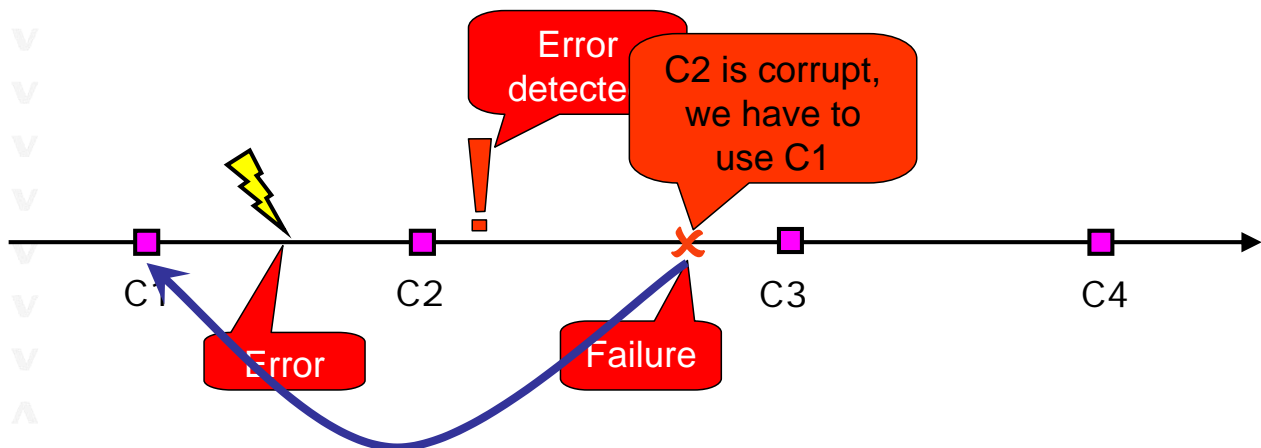 Error
detecte
C2 is corrupt,
we have to
use C1
C1
C2
C3
C4
Error
Failure